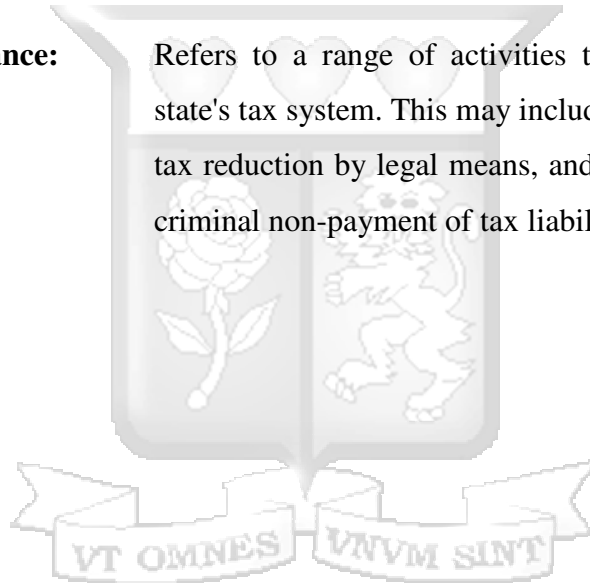 ance: Refers to a range of activities t
state's tax system. This may includ
tax reduction by legal means, and
criminal non-payment of tax liabil
VT OMNES VNVM SINT